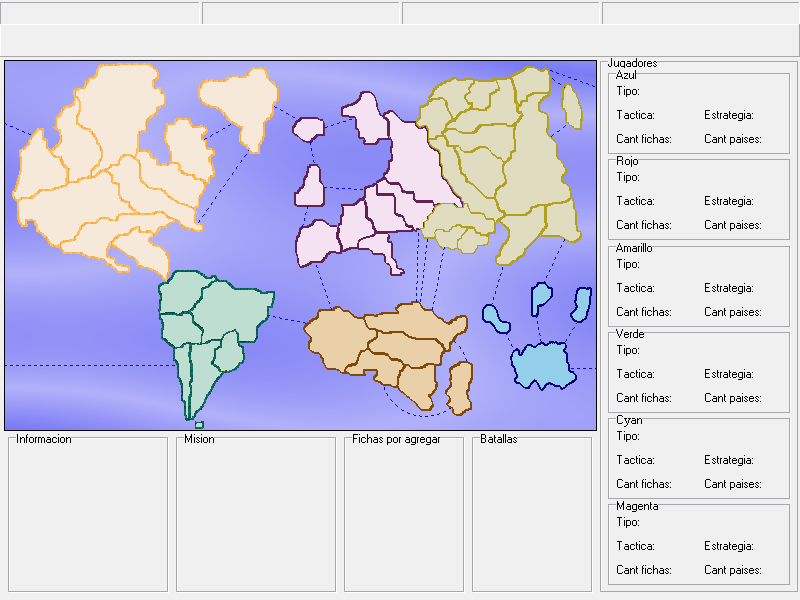 Jugadores
Azul
Tipo:
Tactica: Estrategia:
Cant fichas: Cant paises:
Rojo
Tipo:
Tactica: Estrategia:
Cant fichas: Cant paises:
Amarillo
Tipo:
Tactica: Estrategia:
Cant fichas: Cant paises:
Verde
Tipo:
Tactica: Estrategia:
Cant fichas: Cant paises:
Cyan
Tipo:
Tactica: Estrategia:
Cant fichas: Cant paises:
Magenta
Tipo:
Tactica: Estrategia:
Cant fichas: Cant paises:
Informacion
Mision
Fichas por agregar
Batallas